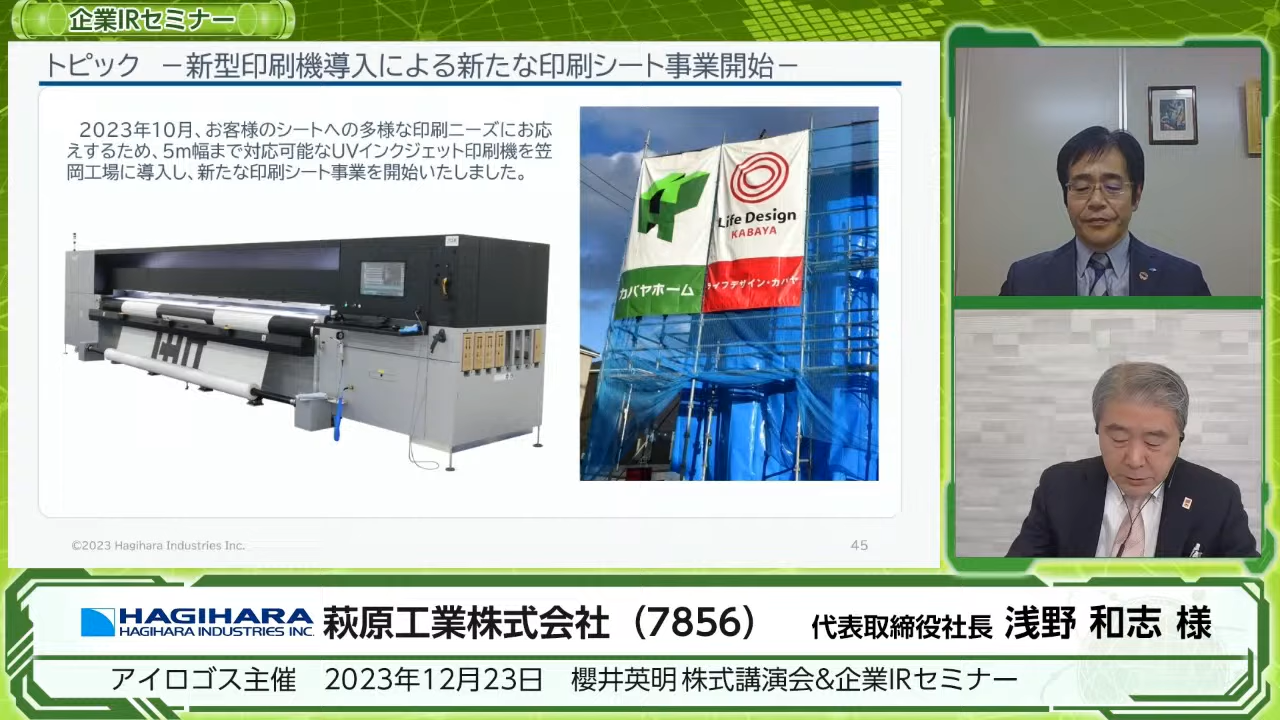 企業IRセミナー
トピック －新型印刷機導入による新たな印刷シート事業開始－
2023年10月、お客様のシートへの多様な印刷ニーズにお応
えするため、5m幅まで対応可能なUVインクジェット印刷機を笠
岡工場に導入し、新たな印刷シート事業を開始いたしました。
Life Design
KABAYA
カバヤホーム
ライフデザイン・カバヤ
©2023 Hagihara Industries Inc.
45
HAGIHARA
HAGIHARA INDUSTRIES INC.
萩原工業株式会社（7856）
代表取締役社長 浅野 和志 様
アイロゴス主催 2023年12月23日 櫻井英明 株式講演会&企業IRセミナー